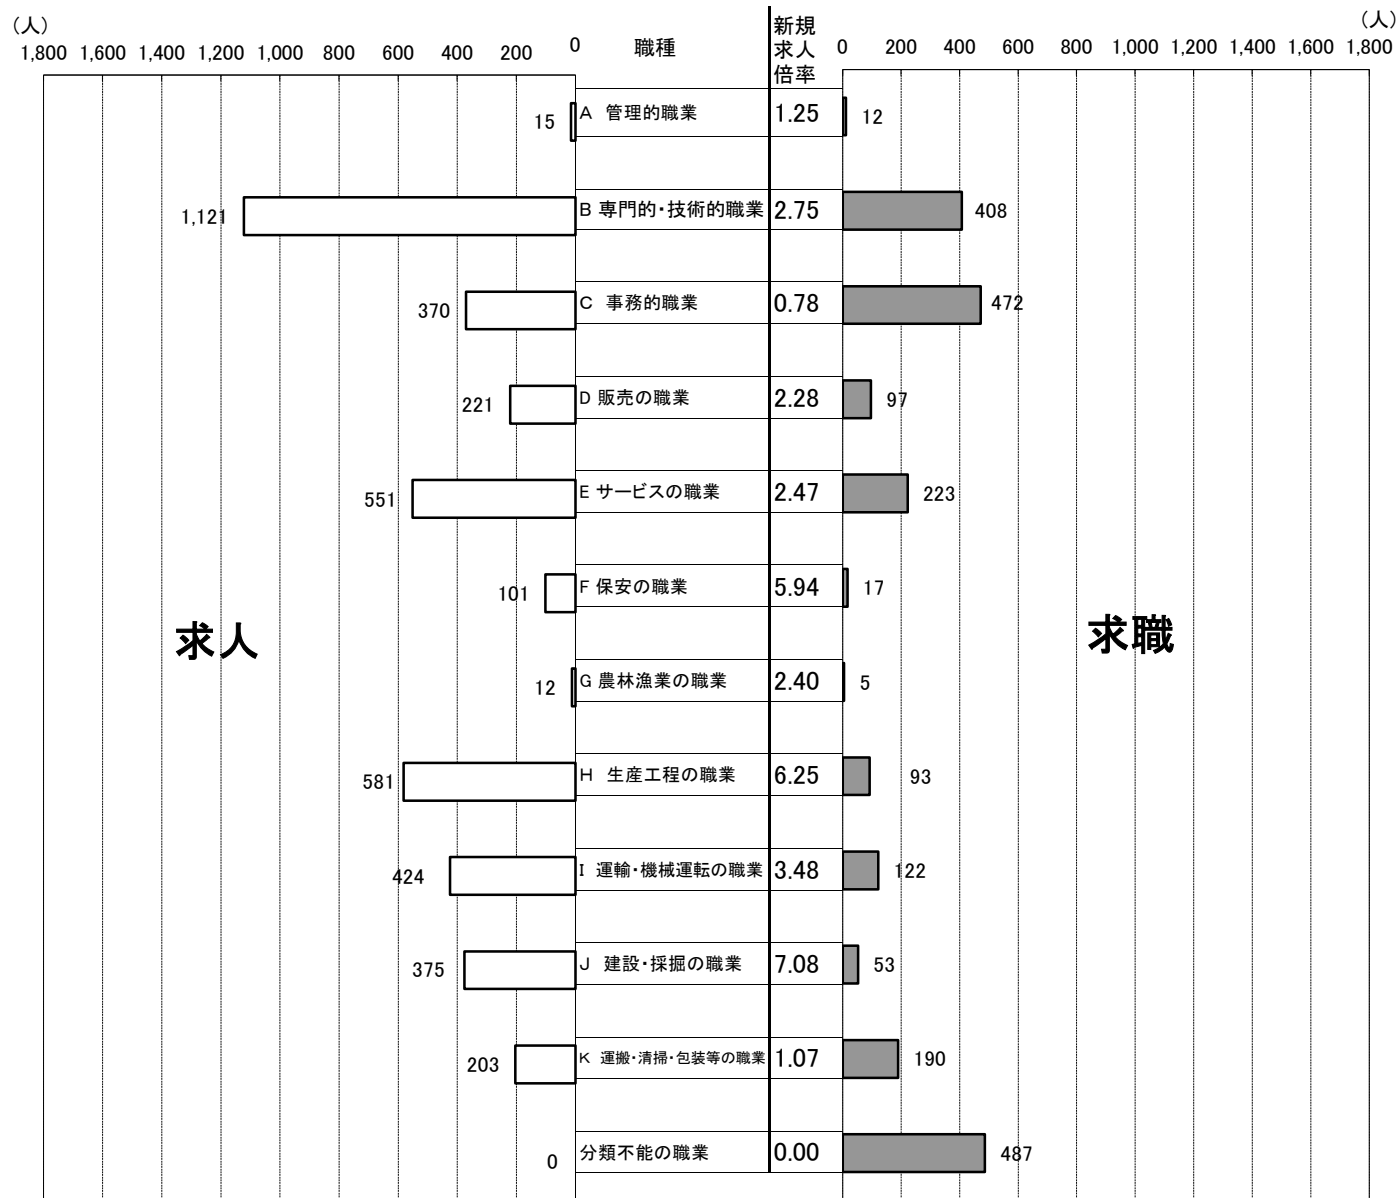 (人) 新規 (人)
1,800 1,600 1,400 1,200 1,000 800 600 400 200 0 職種 求人 0 200 400 600 800 1,000 1,200 1,400 1,600 1,800
倍率
15 A 管理的職業 1.25 12
1,121 B 専門的・技術的職業 2.75 408
370 C 事務的職業 0.78 472
221 D 販売の職業 2.28 97
551 E サービスの職業 2.47 223
101 F 保安の職業 5.94 17
求人 求職
12 G 農林漁業の職業 2.40 5
581 H 生産工程の職業 6.25 93
424 I 運輸・機械運転の職業 3.48 122
375 J 建設・採掘の職業 7.08 53
203 K 運搬・清掃・包装等の職業 1.07 190
0 分類不能の職業 0.00 487